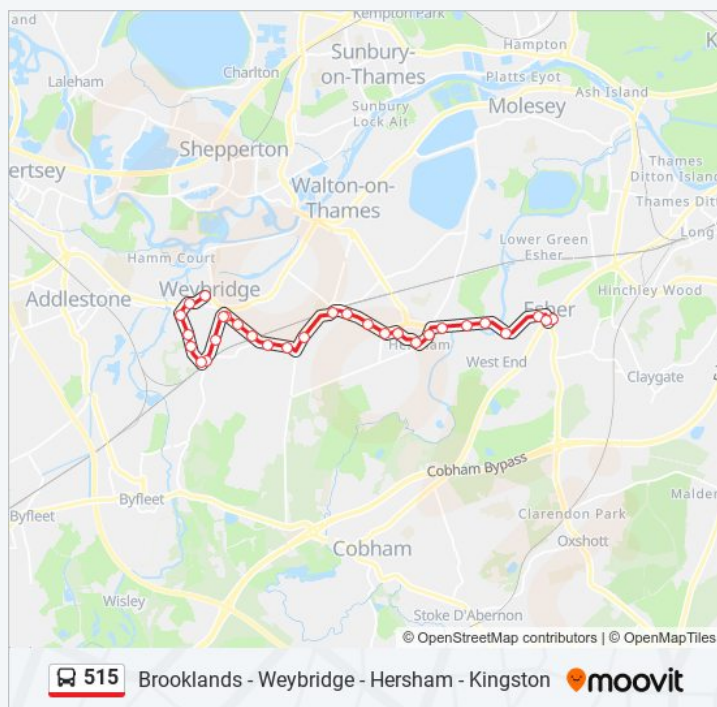 Kempton Park
Sunbury-
on-Thames
Hampton
Laleham
Charlton
Platts Eyot
Ash Island
Sunbury
Lock Ait
Molesey
Shepperton
ertsey
Thames
Ditton Island
Walton-on-
Thames
Thames Dit
Long
Lower Green
Esher
Hamm Court
Weybridge
Hinchley Wood
Addlestone
Esher
Hersham
West End
Claygate
Cobham Bypass
Byfleet
Malde
Byfleet
Clarendon Park
Oxshott
Cobham
Wisley
Stoke D'Abernon
© OpenStreetMap contributors | © OpenMapTiles
515 Brooklands - Weybridge - Hersham - Kingston moovit